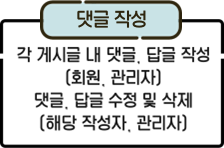 댓글 작성
각 게시글 내 댓글, 답글 작성
(회원, 관리자)
댓글, 답글 수정 및 삭제
(해당 작성자, 관리자)